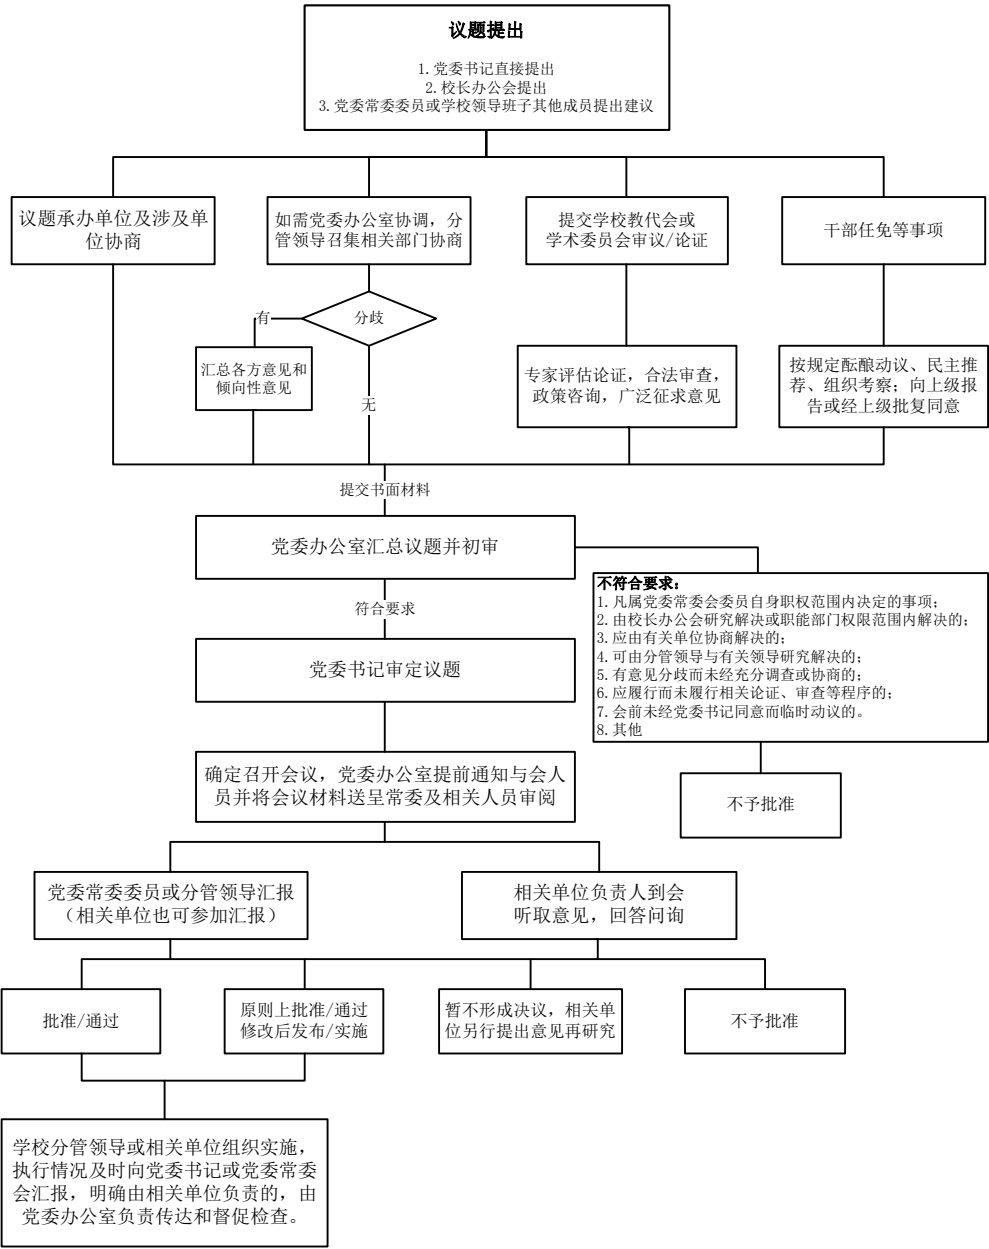 议题提出
1.党委书记直接提出
2.校长办公会提出
3.党委常委委员或学校领导班子其他成员提出建议
议题承办单位及涉及单
位协商
如需党委办公室协调，分
管领导召集相关部门协商
提交学校教代会或
学术委员会审议/论证
干部任免等事项
分歧
有
汇总各方意见和
倾向性意见
无
专家评估论证，合法审查，
政策咨询，广泛征求意见
按规定酝酿动议、民主推
荐、组织考察；向上级报
告或经上级批复同意
提交书面材料
党委办公室汇总议题并初审
符合要求
不符合要求：
1.凡属党委常委会委员自身职权范围内决定的事项；
2.由校长办公会研究解决或职能部门权限范围内解决的；
3.应由有关单位协商解决的；
4.可由分管领导与有关领导研究解决的；
5.有意见分歧而未经充分调查或协商的；
6.应履行而未履行相关论证、审查等程序的；
7.会前未经党委书记同意而临时动议的。
8.其他
党委书记审定议题
确定召开会议，党委办公室提前通知与会人
员并将会议材料送呈常委及相关人员审阅
不予批准
党委常委委员或分管领导汇报
（相关单位也可参加汇报）
相关单位负责人到会
听取意见，回答问询
批准/通过
原则上批准/通过
修改后发布/实施
暂不形成决议，相关单
位另行提出意见再研究
不予批准
学校分管领导或相关单位组织实施，
执行情况及时向党委书记或党委常委
会汇报，明确由相关单位负责的，由
党委办公室负责传达和督促检查。